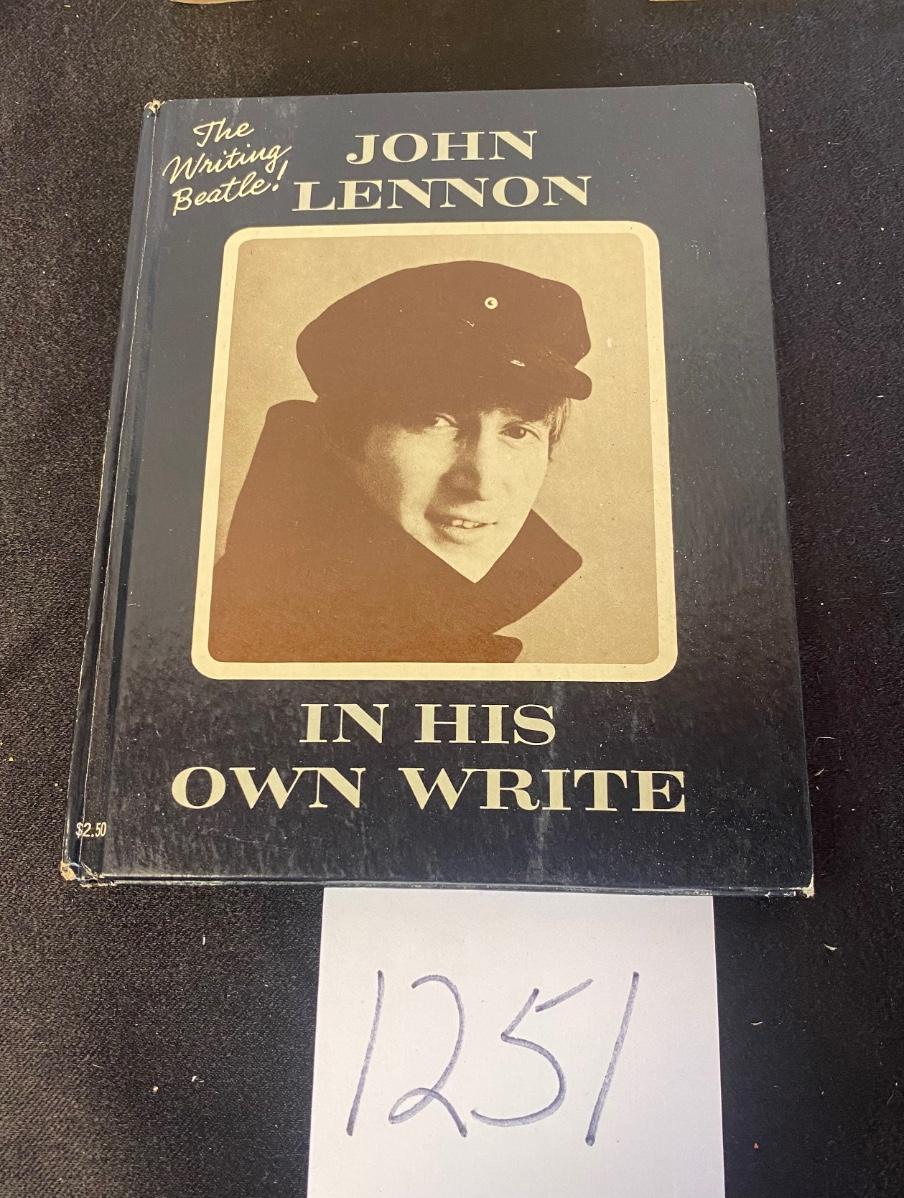 The
Writing
Beatle!
JOHN
LENNON
IN HIS
OWN WRITE
$2.50
1251